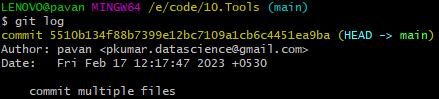 LENOVO@pavan MINGW64 /e/code/10.Tools (main)
$ git log
commit 5510b134f88b7399e12bc7109a1cb6c4451ea9ba (HEAD -> main)
Author: pavan <pkumar.datascience@gmail.com>
Date:   Fri Feb 17 12:17:47 2023 +0530
    commit multiple files